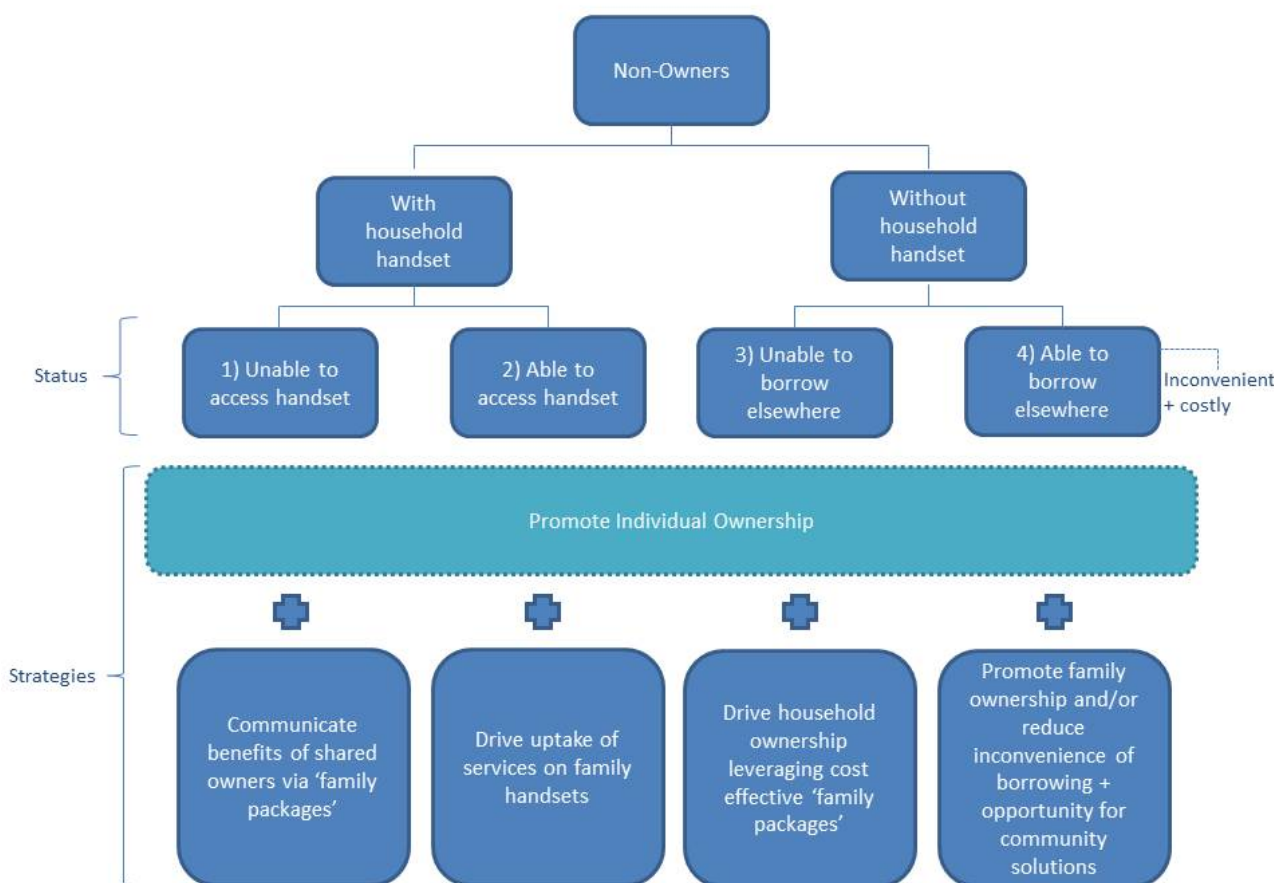 Non-Owners
With
household
handset
Without
household
handset
Status
1) Unable to
access handset
2) Able to
access handset
3) Unable to
borrow
elsewhere
4) Able to
borrow
elsewhere
Inconvenient
+ costly
Promote Individual Ownership
Strategies
Communicate
benefits of shared
owners via ‘family
packages’
Drive uptake of
services on family
handsets
Drive household
ownership
leveraging cost
effective ‘family
packages’
Promote family
ownership and/or
reduce
inconvenience of
borrowing +
opportunity for
community
solutions